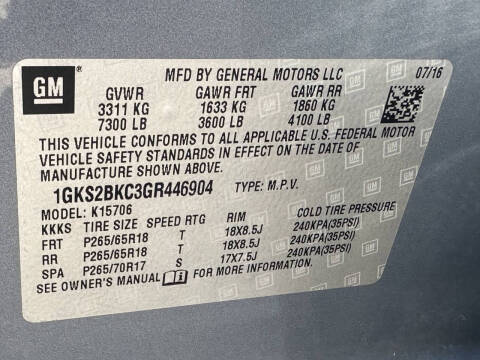 GM
MFD BY GENERAL MOTORS LLC 07/16
GVWR GAWR FRT GAWR RR
3311 KG 1633 KG 1860 KG
7300 LB 3600 LB 4100 LB
THIS VEHICLE CONFORMS TO ALL APPLICABLE U.S. FEDERAL MOTOR
VEHICLE SAFETY STANDARDS IN EFFECT ON THE DATE OF
MANUFACTURE SHOWN ABOVE.
1GKS2BKC3GR446904 TYPE: M.P.V.
MODEL: K15706
KKKS TIRE SIZE SPEED RTG RIM COLD TIRE PRESSURE
FRT P265/65R18 T 18X8.5J 240KPA(35PSI)
RR P265/65R18 T 18X8.5J 240KPA(35PSI)
SPA P265/70R17 S 17X7.5J 240KPA(35PSI)
SEE OWNER'S MANUAL FOR MORE INFORMATION.